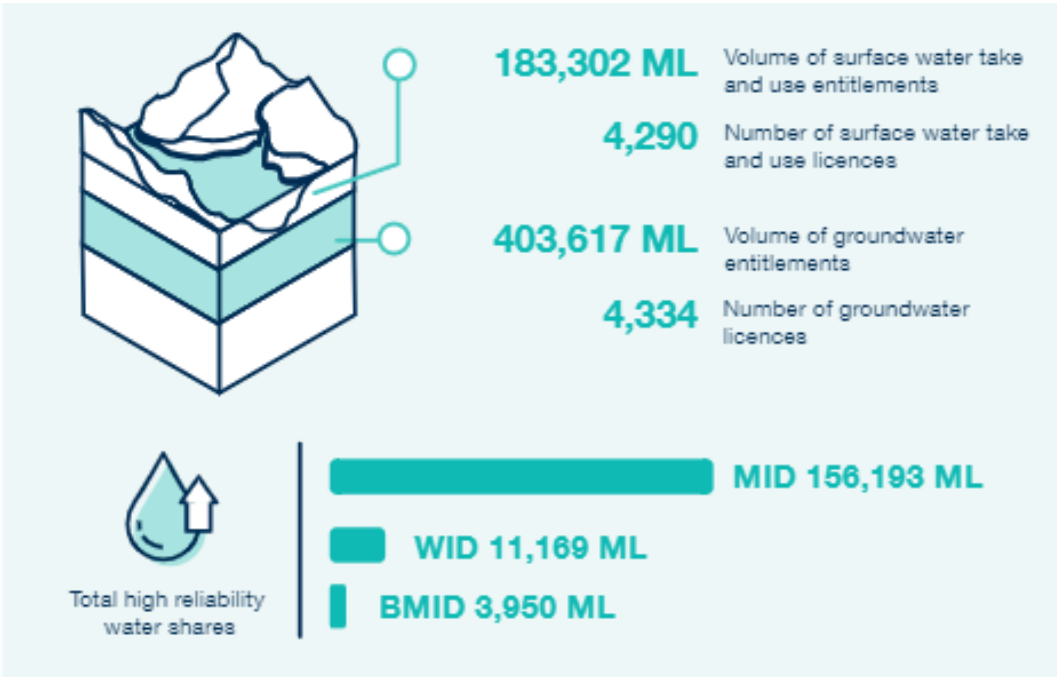 183,302 ML
Volume of surface water take
and use entitlements
4,290
Number of surface water take
and use licences
403,617 ML
Volume of groundwater
entitlements
4,334
Number of groundwater
licences
Total high reliability
water shares
MID 156,193 ML
WID 11,169 ML
BMID 3,950 ML